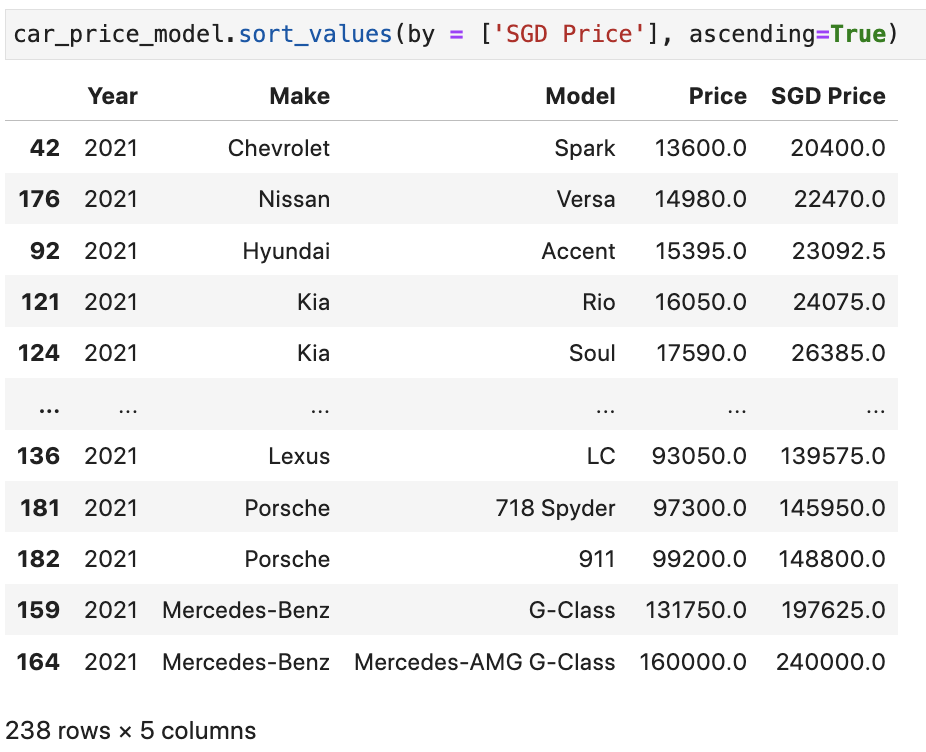 car_price_model.sort_values(by = ['SGD Price'], ascending=True)
Year Make Model Price SGD Price
42 2021 Chevrolet Spark 13600.0 20400.0
176 2021 Nissan Versa 14980.0 22470.0
92 2021 Hyundai Accent 15395.0 23092.5
121 2021 Kia Rio 16050.0 24075.0
124 2021 Kia Soul 17590.0 26385.0
... ... ... ... ... ...
136 2021 Lexus LC 93050.0 139575.0
181 2021 Porsche 718 Spyder 97300.0 145950.0
182 2021 Porsche 911 99200.0 148800.0
159 2021 Mercedes-Benz G-Class 131750.0 197625.0
164 2021 Mercedes-Benz Mercedes-AMG G-Class 160000.0 240000.0
238 rows × 5 columns